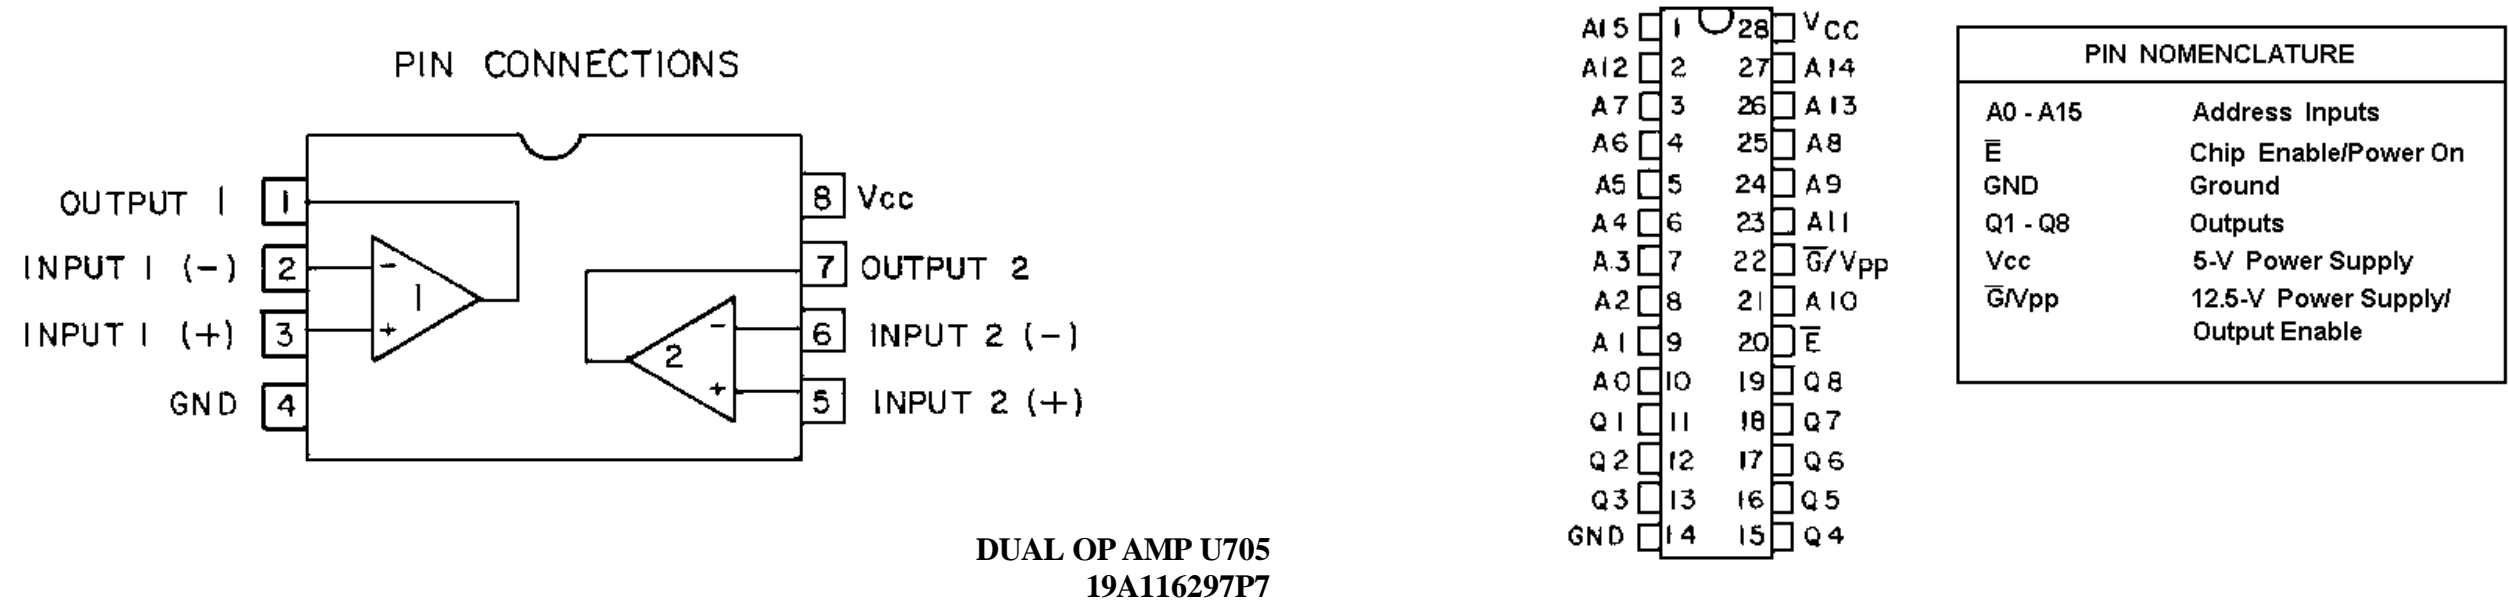 PIN CONNECTIONS
OUTPUT 1 1 8 Vcc
INPUT 1 (-) 2 - 7 OUTPUT 2
1
INPUT 1 (+) 3 + - 6 INPUT 2 (-)
2
GND 4 + 5 INPUT 2 (+)
DUAL OP AMP U705
19A116297P7
A15 1 28 VCC
A12 2 27 A14
A7 3 26 A13
A6 4 25 A8
A5 5 24 A9
A4 6 23 A11
A3 7 22 G̅/Vpp
A2 8 21 A10
A1 9 20 E̅
A0 10 19 Q8
Q1 11 18 Q7
Q2 12 17 Q6
Q3 13 16 Q5
GND 14 15 Q4
PIN NOMENCLATURE
A0 - A15 Address Inputs
E̅ Chip Enable/Power On
GND Ground
Q1 - Q8 Outputs
Vcc 5-V Power Supply
G̅/Vpp 12.5-V Power Supply/
Output Enable